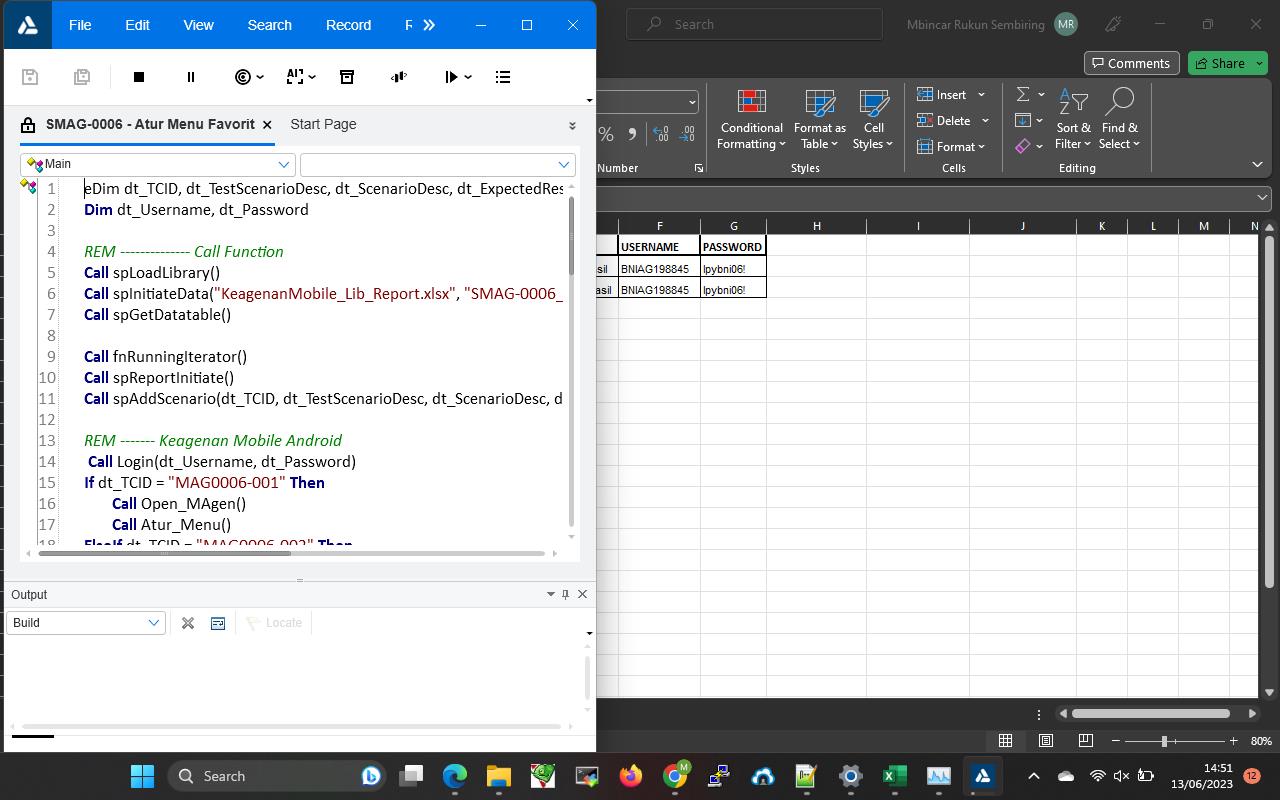 File Edit View Search Record
SMAG-0006 - Atur Menu Favorit
Start Page
Main
1 eDim dt_TCID, dt_TestScenarioDesc, dt_ScenarioDesc, dt_ExpectedRes
2 Dim dt_Username, dt_Password
3
4 REM -------------- Call Function
5 Call spLoadLibrary()
6 Call spInitiateData("KeagenanMobile_Lib_Report.xlsx", "SMAG-0006_
7 Call spGetDatatable()
8
9 Call fnRunningIterator()
10 Call spReportInitiate()
11 Call spAddScenario(dt_TCID, dt_TestScenarioDesc, dt_ScenarioDesc, d
12
13 REM ------- Keagenan Mobile Android
14 Call Login(dt_Username, dt_Password)
15 If dt_TCID = "MAG0006-001" Then
16 Call Open_MAgen()
17 Call Atur_Menu()
18 ElseIf dt_TCID = "MAG0006-002" Then
Output
Build
Locate
Search
Mbincar Rukun Sembiring MR
Comments Share
Conditional Formatting
Format as Table
Cell Styles
Insert
Delete
Format
Sort & Filter
Find & Select
Number Styles Cells Editing
F G H I J K L M N
USERNAME PASSWORD
sil BNIAG198845 lpybni06!
asil BNIAG198845 lpybni06!
80%
Search
M
14:51
13/06/2023
12